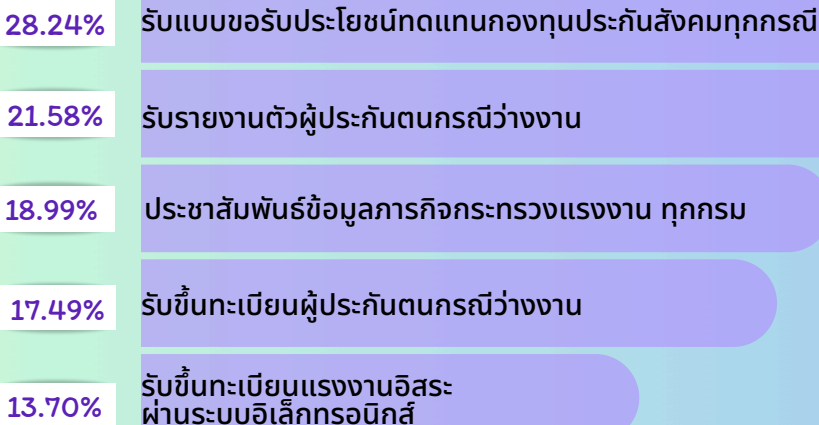 28.24% รับแบบขอรับประโยชน์ทดแทนกองทุนประกันสังคมทุกกรณี
21.58% รับรายงานตัวผู้ประกันตนกรณีว่างงาน
18.99% ประชาสัมพันธ์ข้อมูลภารกิจกระทรวงแรงงาน ทุกกรม
17.49% รับขึ้นทะเบียนผู้ประกันตนกรณีว่างงาน
13.70% รับขึ้นทะเบียนแรงงานอิสระ
ผ่านระบบอิเล็กทรอนิกส์